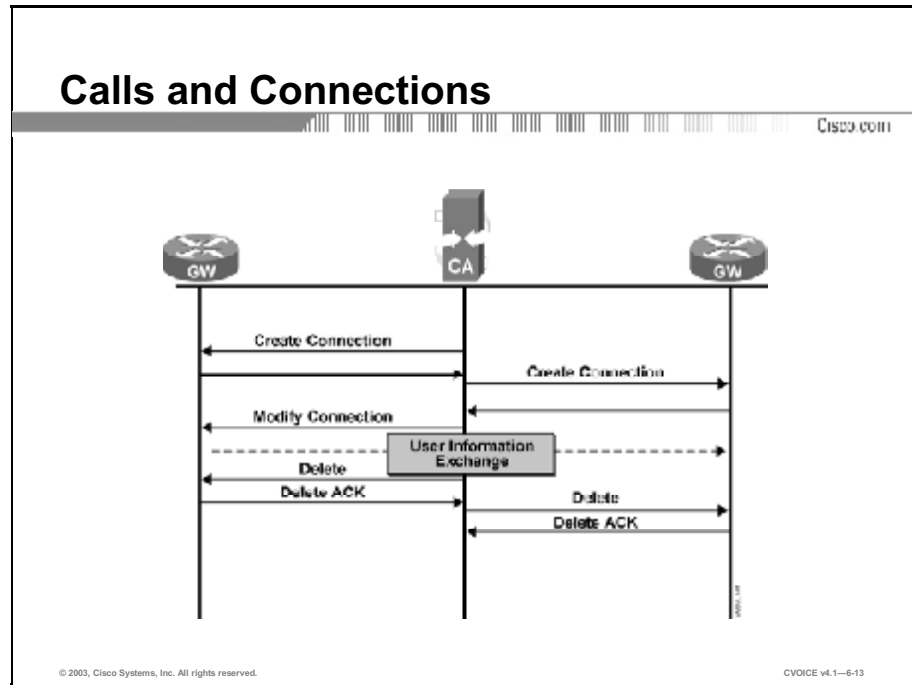 Calls and Connections
Cisco.com
GW
CA
GW
Create Connection
Create Connection
Modify Connection
User Information
Exchange
Delete
Delete ACK
Delete
Delete ACK
© 2003, Cisco Systems, Inc. All rights reserved.
CVOICE v4.1—6-13